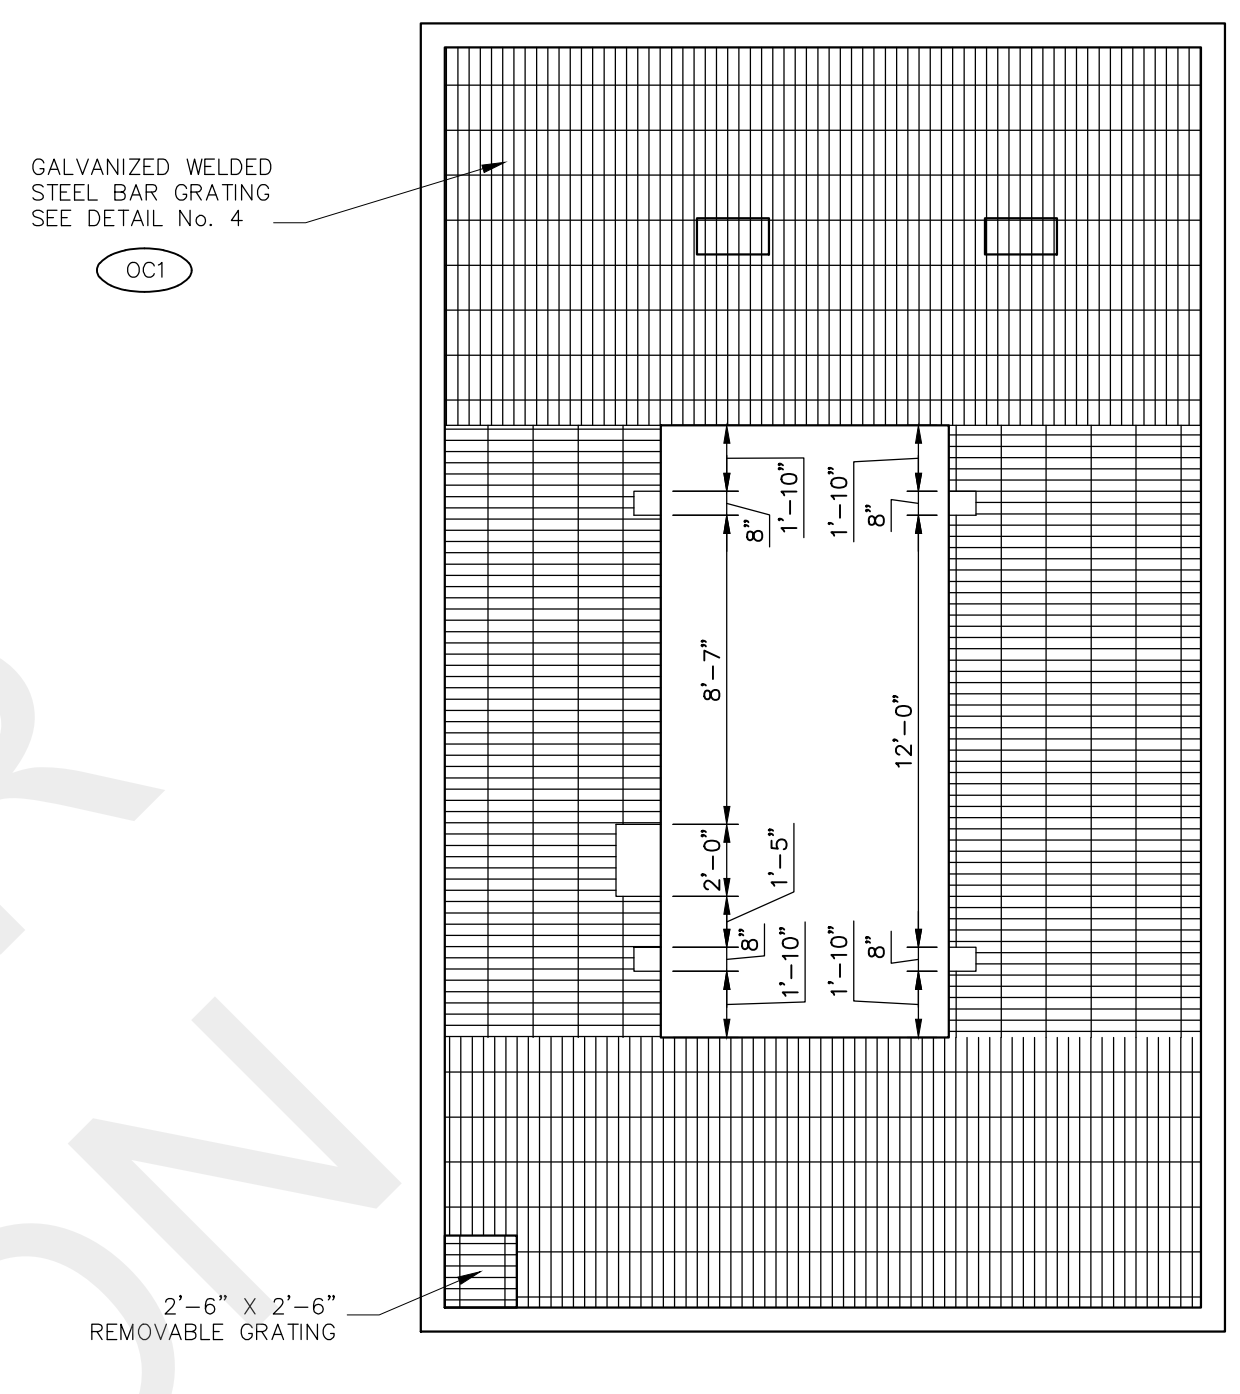 GALVANIZED WELDED
STEEL BAR GRATING
SEE DETAIL No. 4
OC1
1'-10"
8"
1'-10"
8"
8'-7"
12'-0"
2'-0"
1'-5"
8"
1'-10"
1'-10"
8"
2'-6" X 2'-6"
REMOVABLE GRATING